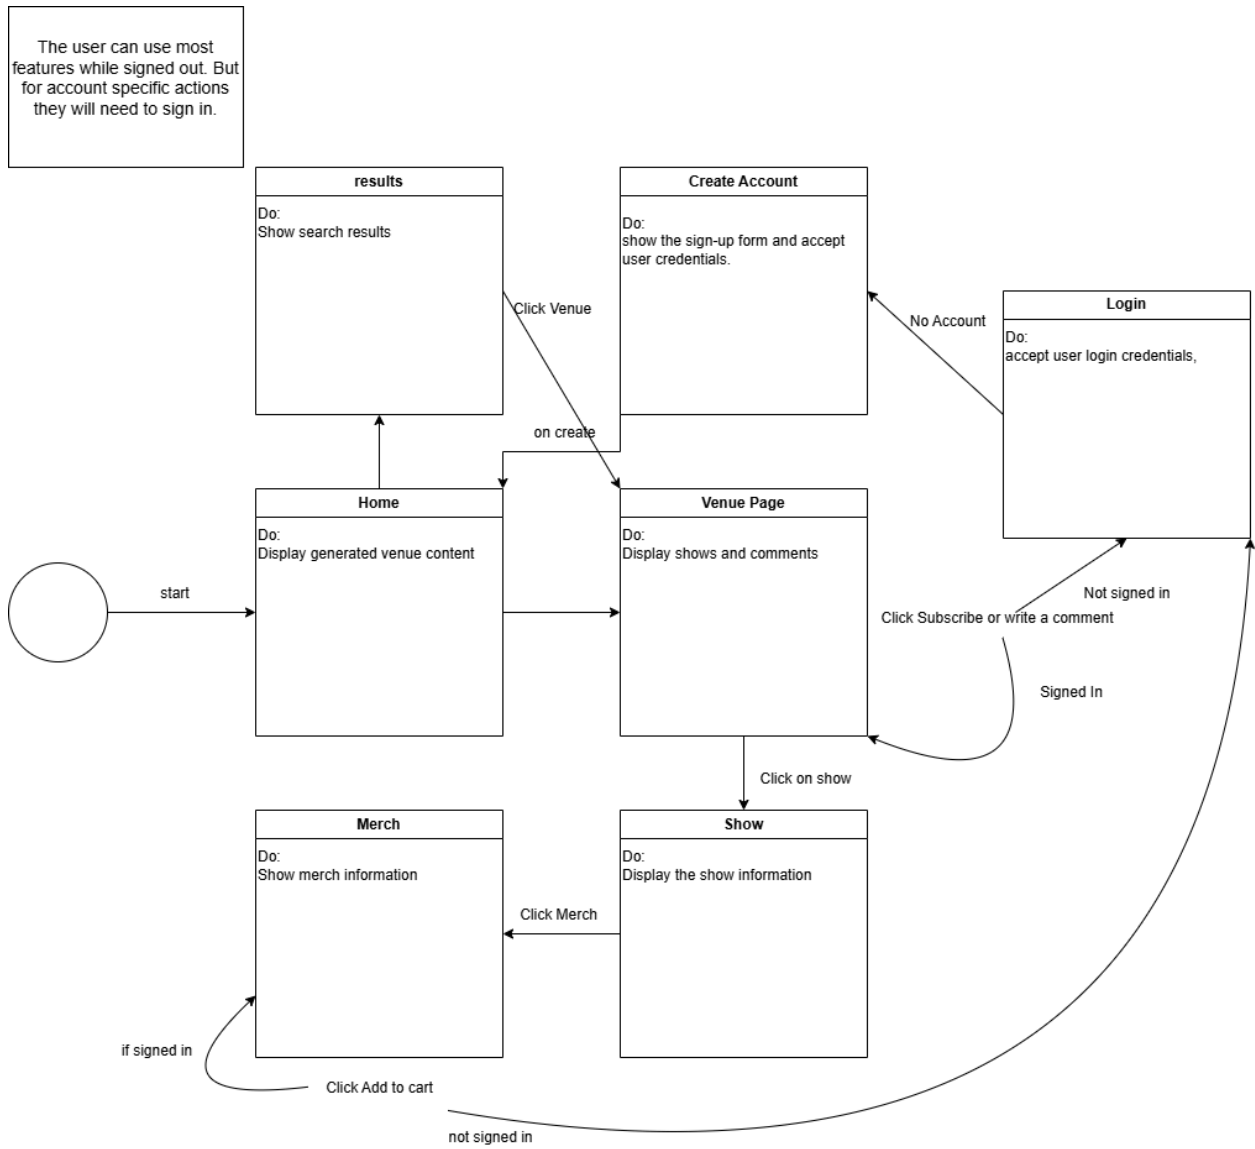 The user can use most
features while signed out. But
for account specific actions
they will need to sign in.
results
Do:
Show search results
Create Account
Do:
show the sign-up form and accept
user credentials.
Click Venue
No Account
Login
Do:
accept user login credentials,
on create
Home
Do:
Display generated venue content
Venue Page
Do:
Display shows and comments
start
Not signed in
Click Subscribe or write a comment
Signed In
Click on show
Merch
Do:
Show merch information
Show
Do:
Display the show information
Click Merch
if signed in
Click Add to cart
not signed in